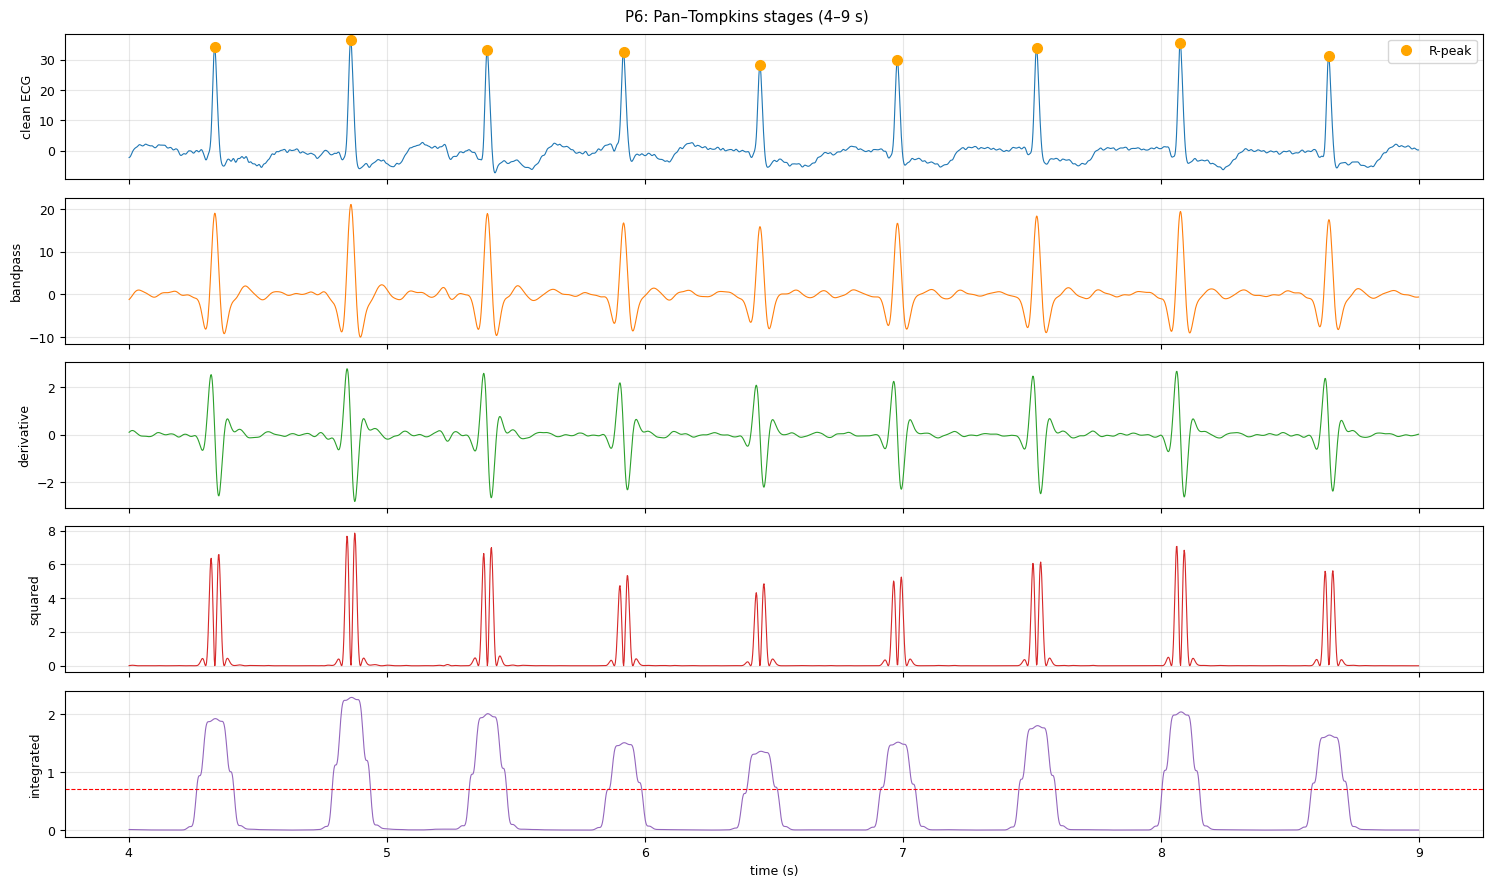 P6: Pan–Tompkins stages (4–9 s)
clean ECG
30
20
10
0
R-peak
bandpass
20
10
0
−10
derivative
2
0
−2
squared
8
6
4
2
0
integrated
2
1
0
4 5 6 7 8 9
time (s)